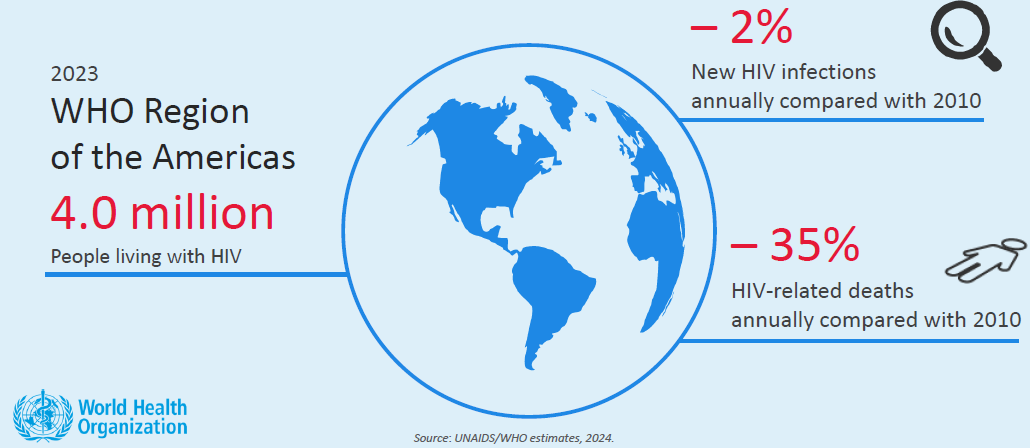 2023
WHO Region
of the Americas
4.0 million
People living with HIV
– 2%
New HIV infections
annually compared with 2010
– 35%
HIV-related deaths
annually compared with 2010
World Health
Organization
Source: UNAIDS/WHO estimates, 2024.